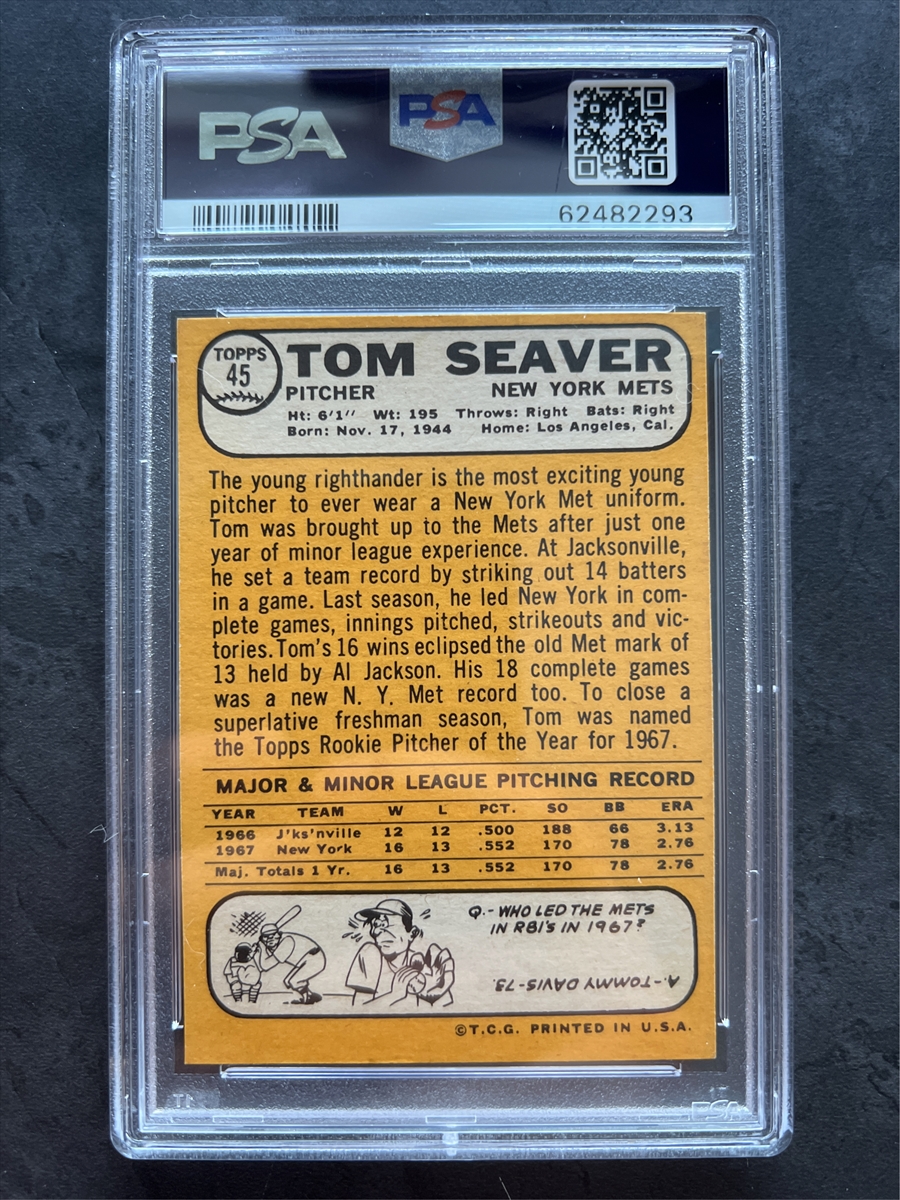 PSA
PSA
62482293
TOPPS
45
TOM SEAVER
PITCHER NEW YORK METS
Ht: 6'1" Wt: 195 Throws: Right Bats: Right
Born: Nov. 17, 1944 Home: Los Angeles, Cal.
The young righthander is the most exciting young
pitcher to ever wear a New York Met uniform.
Tom was brought up to the Mets after just one
year of minor league experience. At Jacksonville,
he set a team record by striking out 14 batters
in a game. Last season, he led New York in com-
plete games, innings pitched, strikeouts and vic-
tories. Tom's 16 wins eclipsed the old Met mark of
13 held by Al Jackson. His 18 complete games
was a new N. Y. Met record too. To close a
superlative freshman season, Tom was named
the Topps Rookie Pitcher of the Year for 1967.
MAJOR & MINOR LEAGUE PITCHING RECORD
YEAR TEAM W L PCT. SO BB ERA
1966 J'ks'nville 12 12 .500 188 66 3.13
1967 New York 16 13 .552 170 78 2.76
Maj. Totals 1 Yr. 16 13 .552 170 78 2.76
Q.- WHO LED THE METS
IN RBI'S IN 1967?
A.-TOMMY DAVIS-73.
©T.C.G. PRINTED IN U.S.A.
PSA